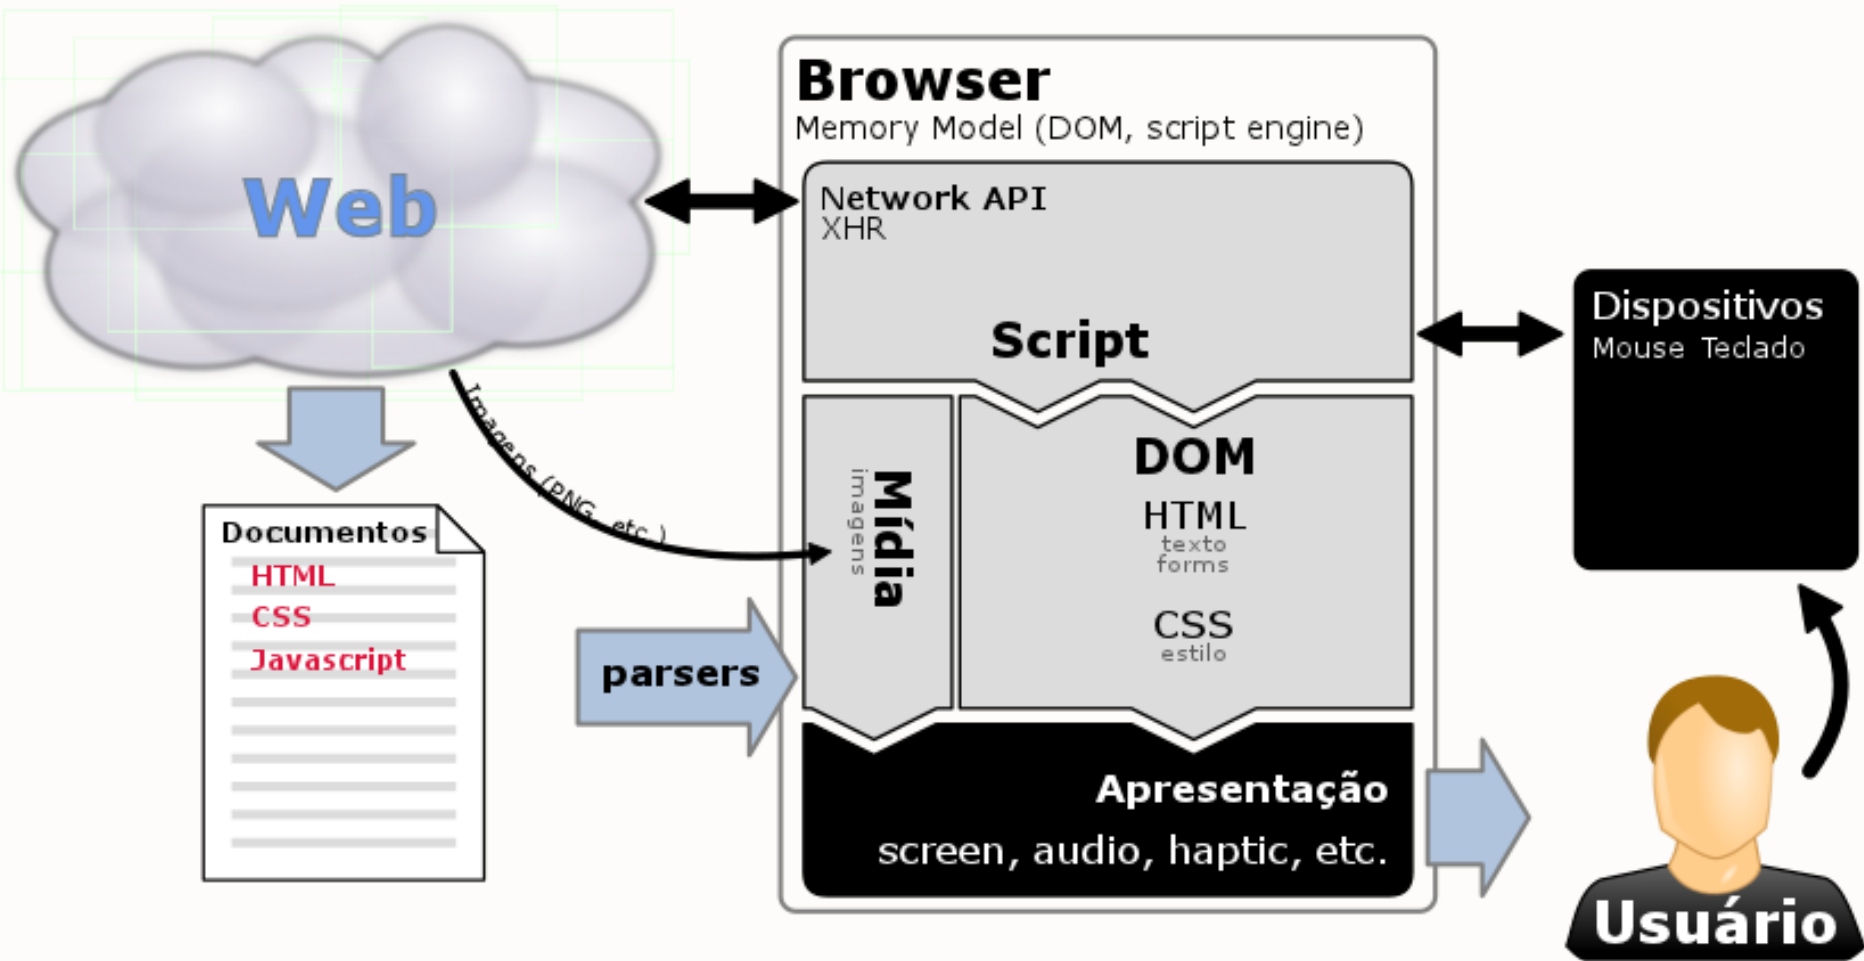 Web
Imagens (PNG, etc.)
Documentos
HTML
CSS
Javascript
parsers
Browser
Memory Model (DOM, script engine)
Network API
XHR
Script
Mídia
imagens
DOM
HTML
texto
forms
CSS
estilo
Apresentação
screen, audio, haptic, etc.
Dispositivos
Mouse Teclado
Usuário